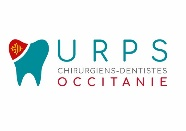 URPS
CHIRURGIENS-DENTISTES
OCCITANIE